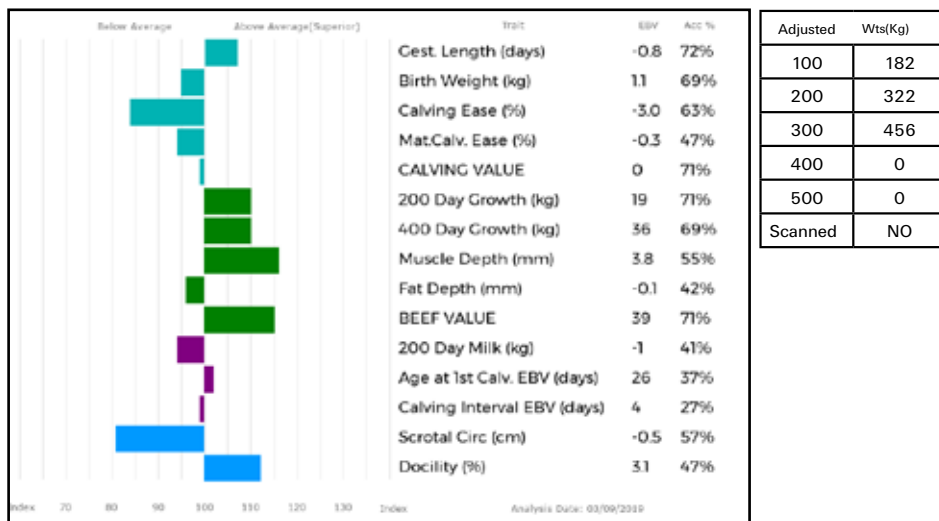 Below Average Above Average[Superior] Trait EBV Acc %
Gest. Length (days) -0.8 72%
Birth Weight (kg) 1.1 69%
Calving Ease (%) -3.0 63%
Mat.Calv. Ease (%) -0.3 47%
CALVING VALUE 0 71%
200 Day Growth (kg) 19 71%
400 Day Growth (kg) 36 69%
Muscle Depth (mm) 3.8 55%
Fat Depth (mm) -0.1 42%
BEEF VALUE 39 71%
200 Day Milk (kg) -1 41%
Age at 1st Calv. EBV (days) 26 37%
Calving Interval EBV (days) 4 27%
Scrotal Circ (cm) -0.5 57%
Docility (%) 3.1 47%
Index 70 80 90 100 110 120 130 Index Analysis Date: 03/09/2019
Adjusted Wts(Kg)
100 182
200 322
300 456
400 0
500 0
Scanned NO